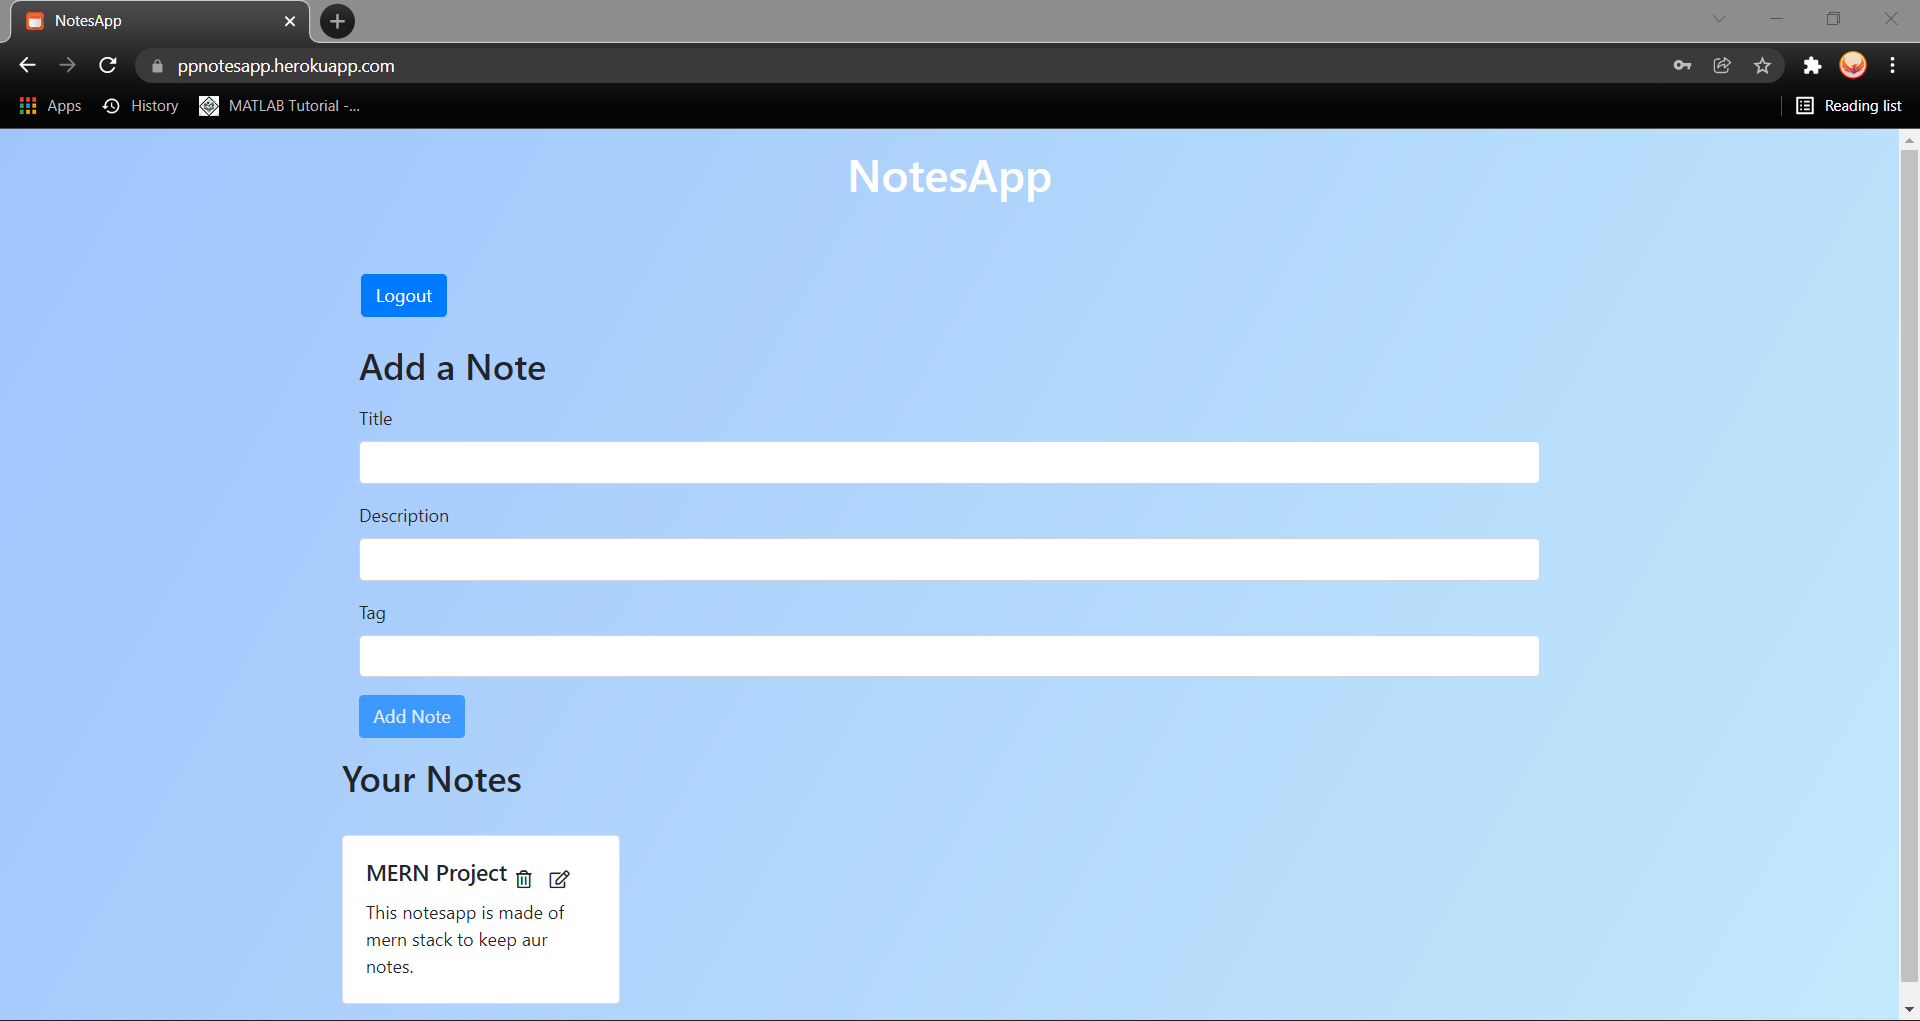 NotesApp
ppnotesapp.herokuapp.com
Apps History MATLAB Tutorial -... Reading list
NotesApp
Logout
Add a Note
Title
Description
Tag
Add Note
Your Notes
MERN Project
This notesapp is made of
mern stack to keep aur
notes.